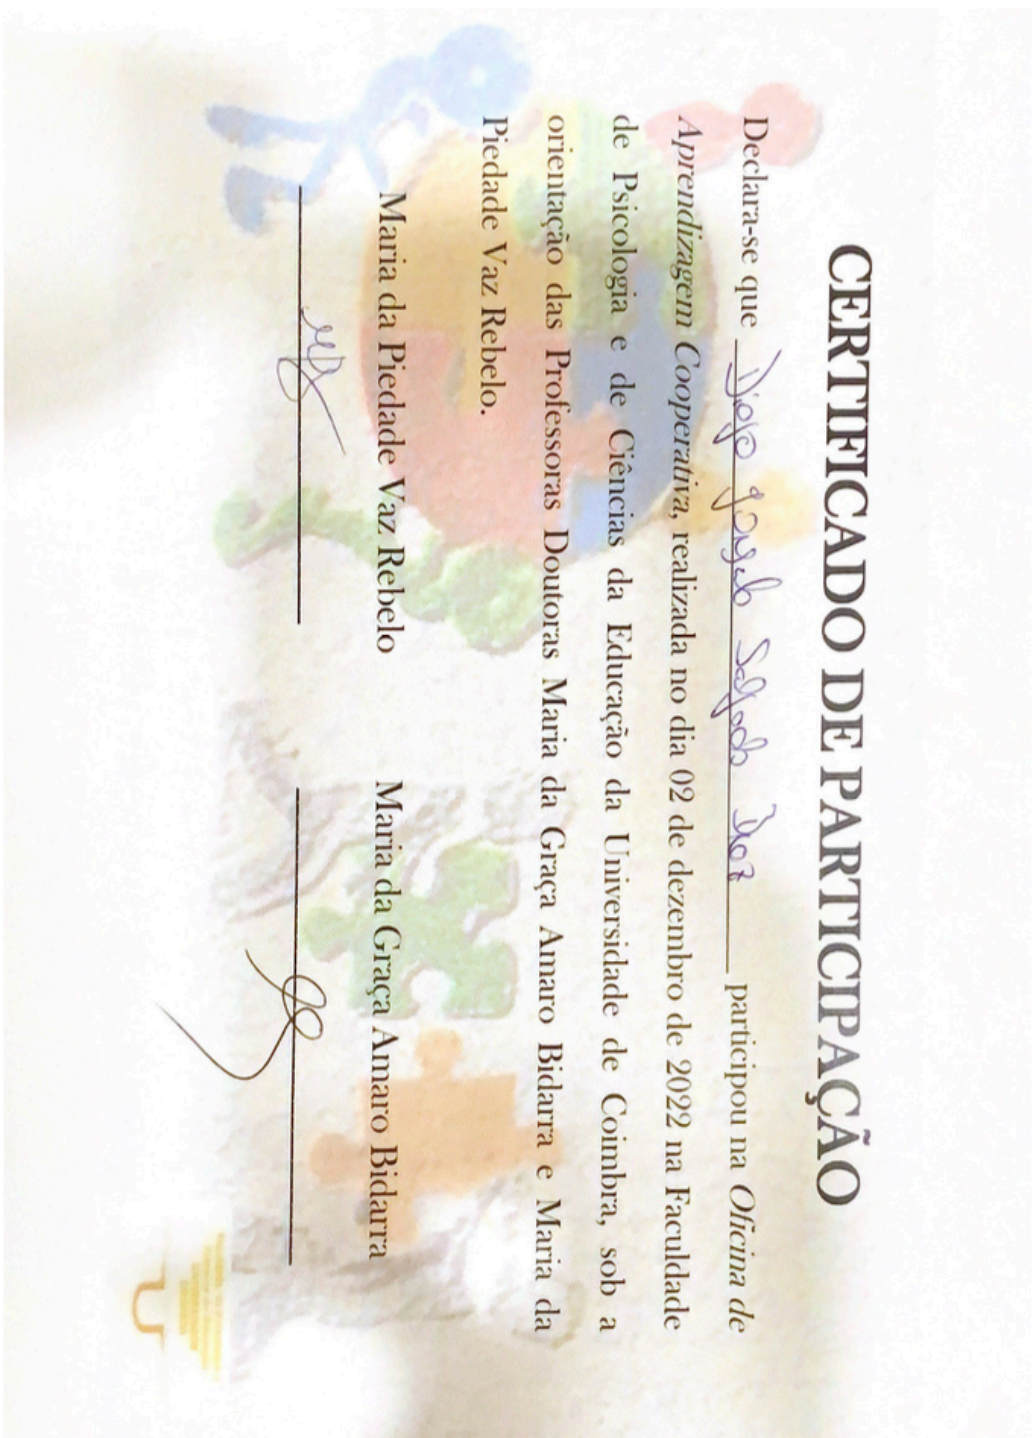 CERTIFICADO DE PARTICIPAÇÃO
Declara-se que Diogo Gonçalo Salgado participou na Oficina de
Aprendizagem Cooperativa, realizada no dia 02 de dezembro de 2022 na Faculdade
de Psicologia e de Ciências da Educação da Universidade de Coimbra, sob a
orientação das Professoras Doutoras Maria da Graça Amaro Bidarra e Maria da
Piedade Vaz Rebelo.
Maria da Piedade Vaz Rebelo Maria da Graça Amaro Bidarra